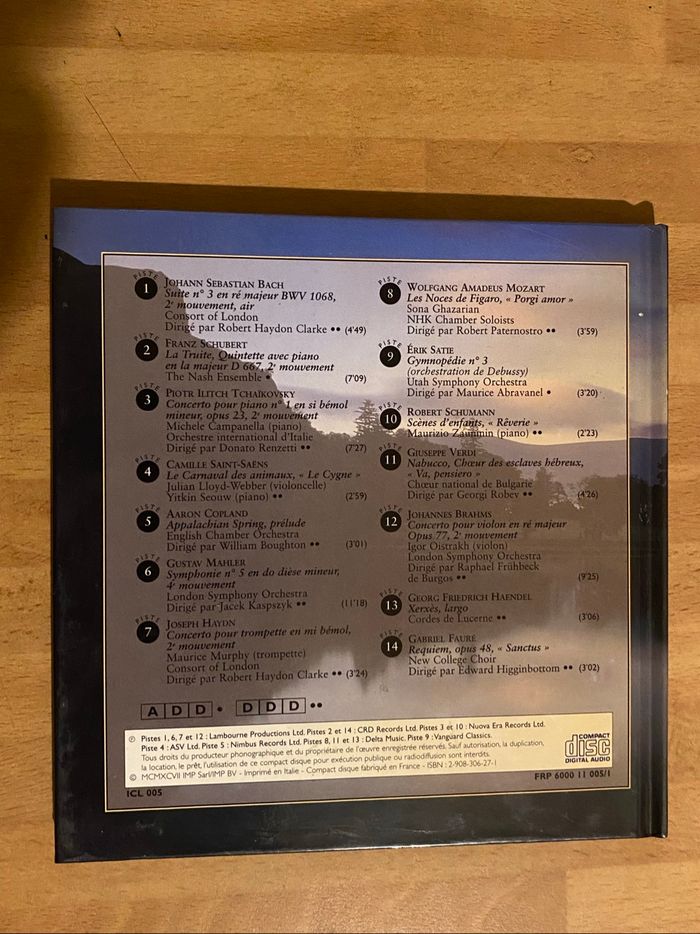 PISTE
1
JOHANN SEBASTIAN BACH
Suite n° 3 en ré majeur BWV 1068,
2e mouvement, air
Consort of London
Dirigé par Robert Haydon Clarke •• (4'49)
PISTE
2
FRANZ SCHUBERT
La Truite, Quintette avec piano
en la majeur D 667, 2e mouvement
The Nash Ensemble • (7'09)
PISTE
3
PIOTR ILITCH TCHAÏKOVSKY
Concerto pour piano n° 1 en si bémol
mineur, opus 23, 2e mouvement
Michele Campanella (piano)
Orchestre international d'Italie
Dirigé par Donato Renzetti •• (7'27)
PISTE
4
CAMILLE SAINT-SAËNS
Le Carnaval des animaux, « Le Cygne »
Julian Lloyd-Webber (violoncelle)
Yitkin Seouw (piano) •• (2'59)
PISTE
5
AARON COPLAND
Appalachian Spring, prélude
English Chamber Orchestra
Dirigé par William Boughton •• (3'01)
PISTE
6
GUSTAV MAHLER
Symphonie n° 5 en do dièse mineur,
4e mouvement
London Symphony Orchestra
Dirigé par Jacek Kaspszyk •• (11'18)
PISTE
7
JOSEPH HAYDN
Concerto pour trompette en mi bémol,
2e mouvement
Maurice Murphy (trompette)
Consort of London
Dirigé par Robert Haydon Clarke •• (3'24)
PISTE
8
WOLFGANG AMADEUS MOZART
Les Noces de Figaro, « Porgi amor »
Sona Ghazarian
NHK Chamber Soloists
Dirigé par Robert Paternostro •• (3'59)
PISTE
9
ÉRIK SATIE
Gymnopédie n° 3
(orchestration de Debussy)
Utah Symphony Orchestra
Dirigé par Maurice Abravanel • (3'20)
PISTE
10
ROBERT SCHUMANN
Scènes d'enfants, « Rêverie »
Maurizio Zaunmin (piano) •• (2'23)
PISTE
11
GIUSEPPE VERDI
Nabucco, Chœur des esclaves hébreux,
« Va, pensiero »
Chœur national de Bulgarie
Dirigé par Georgi Robev •• (4'26)
PISTE
12
JOHANNES BRAHMS
Concerto pour violon en ré majeur
Opus 77, 2e mouvement
Igor Oistrakh (violon)
London Symphony Orchestra
Dirigé par Raphael Frühbeck
de Burgos •• (9'25)
PISTE
13
GEORG FRIEDRICH HAENDEL
Xerxès, largo
Cordes de Lucerne •• (3'06)
PISTE
14
GABRIEL FAURÉ
Requiem, opus 48, « Sanctus »
New College Choir
Dirigé par Edward Higginbottom •• (3'02)
A D D • D D D ••
℗ Pistes 1, 6, 7 et 12 : Lambourne Productions Ltd. Pistes 2 et 14 : CRD Records Ltd. Pistes 3 et 10 : Nuova Era Records Ltd.
Piste 4 : ASV Ltd. Piste 5 : Nimbus Records Ltd. Pistes 8, 11 et 13 : Delta Music. Piste 9 : Vanguard Classics.
Tous droits du producteur phonographique et du propriétaire de l'œuvre enregistrée réservés. Sauf autorisation, la duplication,
la location, le prêt, l'utilisation de ce compact disque pour exécution publique ou radiodiffusion sont interdits.
© MCMXCVII IMP Sarl/IMP BV - Imprimé en Italie - Compact disque fabriqué en France - ISBN : 2-908-306-27-1
COMPACT
disc
DIGITAL AUDIO
FRP 6000 11 005/1
ICL 005